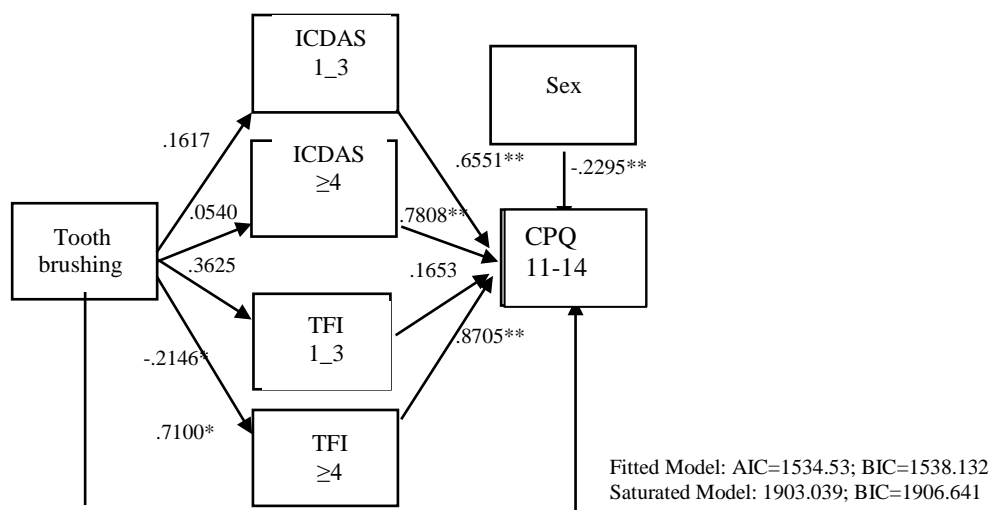 ICDAS
1_3
Sex
.1617
.6551**
-.2295**
ICDAS
≥4
.0540
.7808**
Tooth
brushing
CPQ
11-14
.3625
.1653
TFI
1_3
-.2146*
.8705**
.7100*
TFI
≥4
Fitted Model: AIC=1534.53; BIC=1538.132
Saturated Model: 1903.039; BIC=1906.641